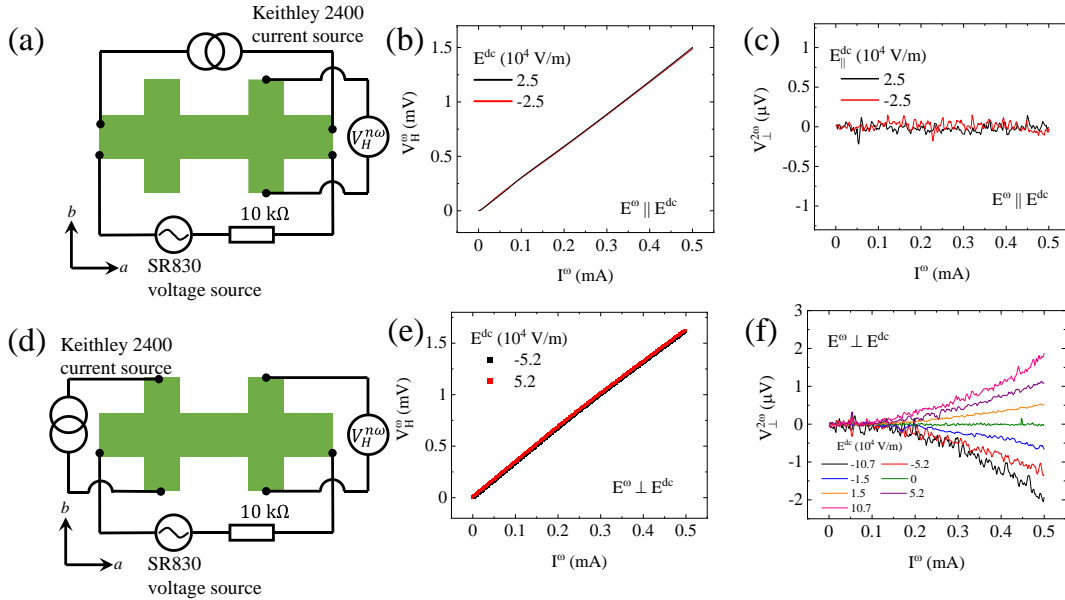 (a)
Keithley 2400
current source
V_H^{nω}
10 kΩ
SR830
voltage source
b
a
(b)
E^{dc} (10^4 V/m)
2.5
-2.5
E^ω ∥ E^{dc}
V_H^ω (mV)
1.5
1.0
0.5
0
0 0.1 0.2 0.3 0.4 0.5
I^ω (mA)
(c)
E_∥^{dc} (10^4 V/m)
2.5
-2.5
E^ω ∥ E^{dc}
V_⊥^{2ω} (μV)
1
0.5
0
-0.5
-1
0 0.1 0.2 0.3 0.4 0.5
I^ω (mA)
(d)
Keithley 2400
current source
V_H^{nω}
10 kΩ
SR830
voltage source
b
a
(e)
E^{dc} (10^4 V/m)
-5.2
5.2
E^ω ⊥ E^{dc}
V_H^ω (mV)
1.5
1.0
0.5
0
0 0.1 0.2 0.3 0.4 0.5
I^ω (mA)
(f)
E^ω ⊥ E^{dc}
V_⊥^{2ω} (μV)
3
2
1
0
-1
-2
E^{dc} (10^4 V/m)
-10.7 -5.2
-1.5 0
1.5 5.2
10.7
0 0.1 0.2 0.3 0.4 0.5
I^ω (mA)